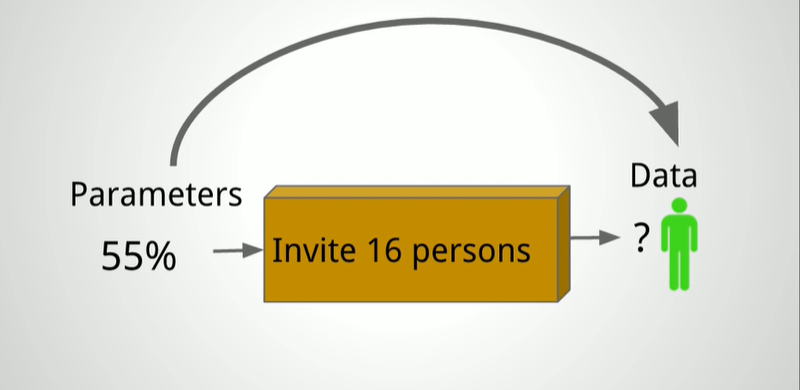 Parameters
55%
Invite 16 persons
Data
?